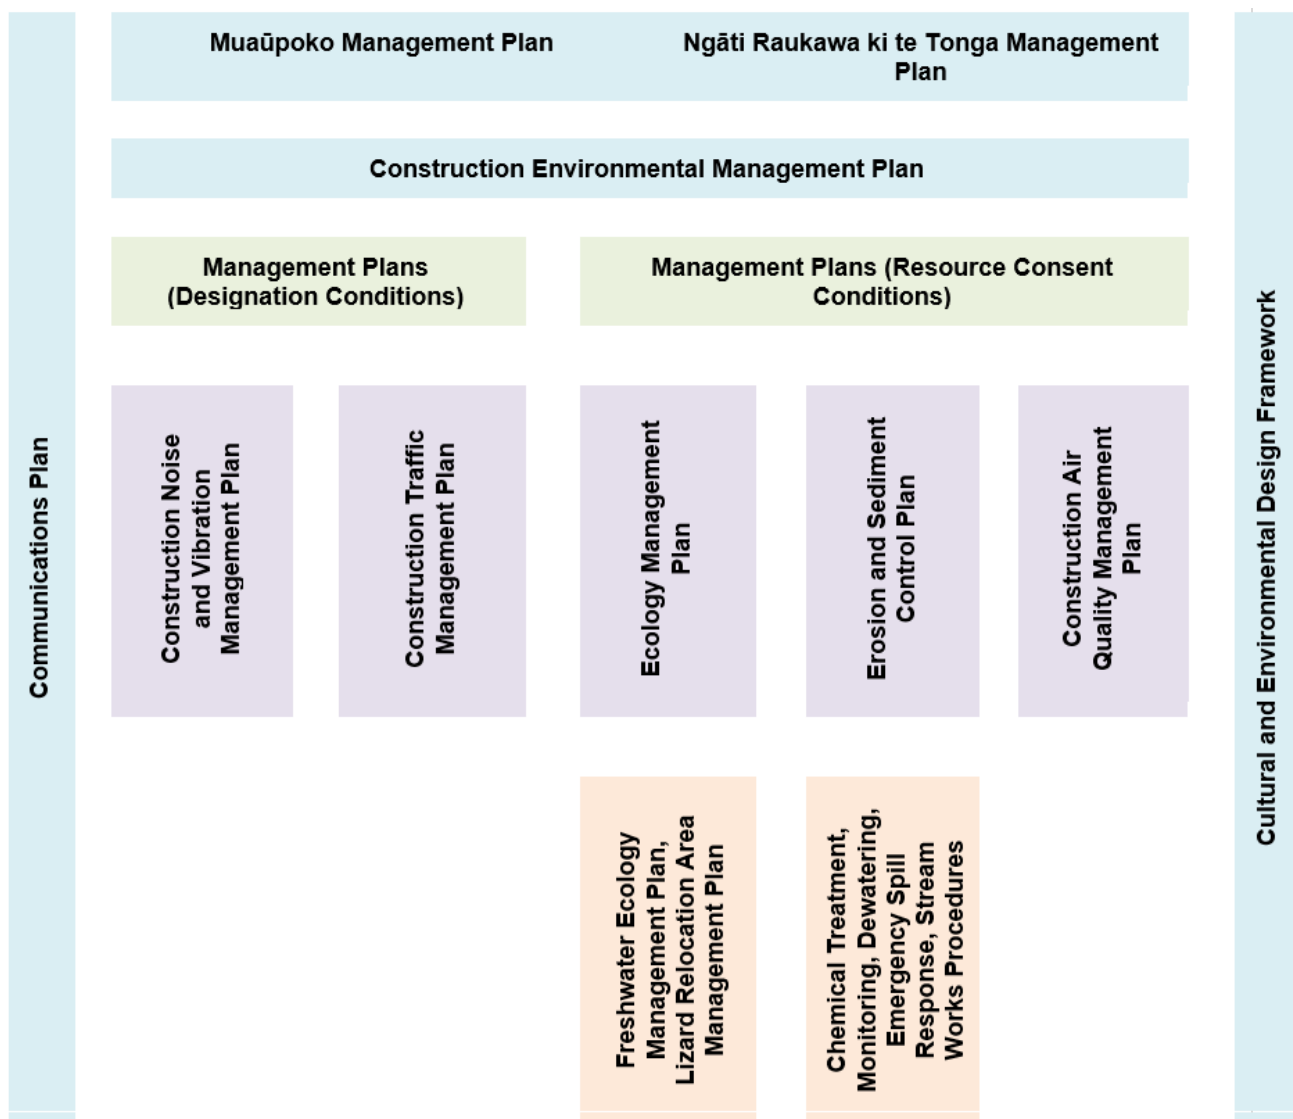 Communications Plan
Muaūpoko Management Plan
Ngāti Raukawa ki te Tonga Management
Plan
Construction Environmental Management Plan
Management Plans
(Designation Conditions)
Management Plans (Resource Consent
Conditions)
Construction Noise
and Vibration
Management Plan
Construction Traffic
Management Plan
Ecology Management
Plan
Erosion and Sediment
Control Plan
Construction Air
Quality Management
Plan
Freshwater Ecology
Management Plan,
Lizard Relocation Area
Management Plan
Chemical Treatment,
Monitoring, Dewatering,
Emergency Spill
Response, Stream
Works Procedures
Cultural and Environmental Design Framework